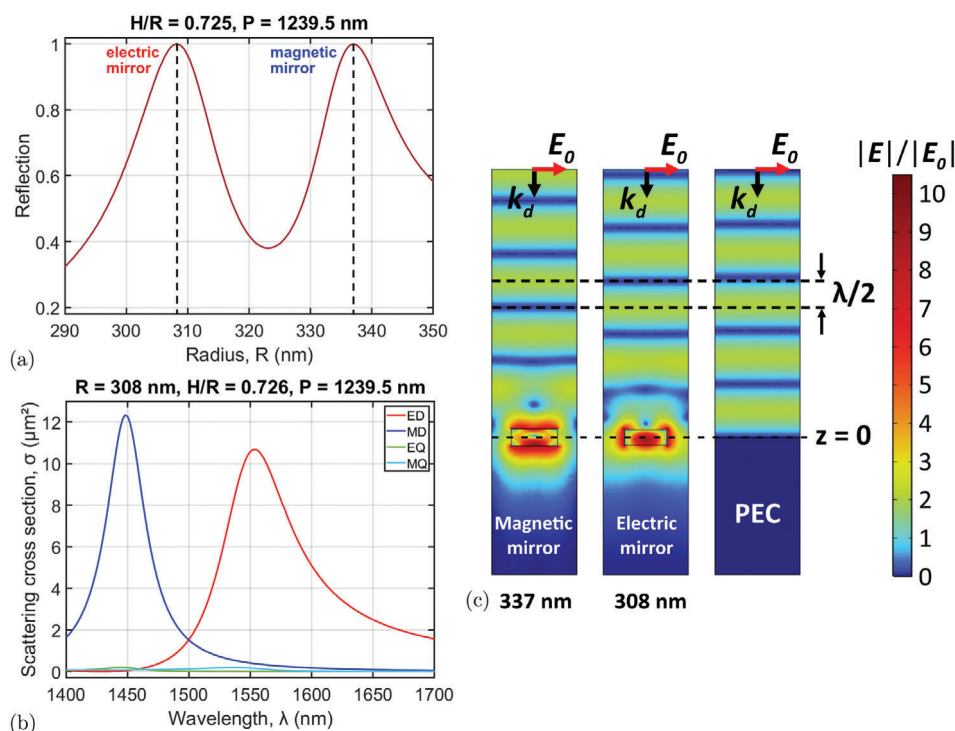 H/R = 0.725, P = 1239.5 nm
electric
mirror
magnetic
mirror
Reflection
1
0.8
0.6
0.4
0.2
290 300 310 320 330 340 350
Radius, R (nm)
(a)
R = 308 nm, H/R = 0.726, P = 1239.5 nm
ED
MD
EQ
MQ
Scattering cross section, σ (μm²)
12
10
8
6
4
2
0
1400 1450 1500 1550 1600 1650 1700
Wavelength, λ (nm)
(b)
E0 E0 E0
kd kd kd
|E|/|E0|
λ/2
z = 0
Magnetic
mirror
Electric
mirror
PEC
(c) 337 nm 308 nm
10
9
8
7
6
5
4
3
2
1
0